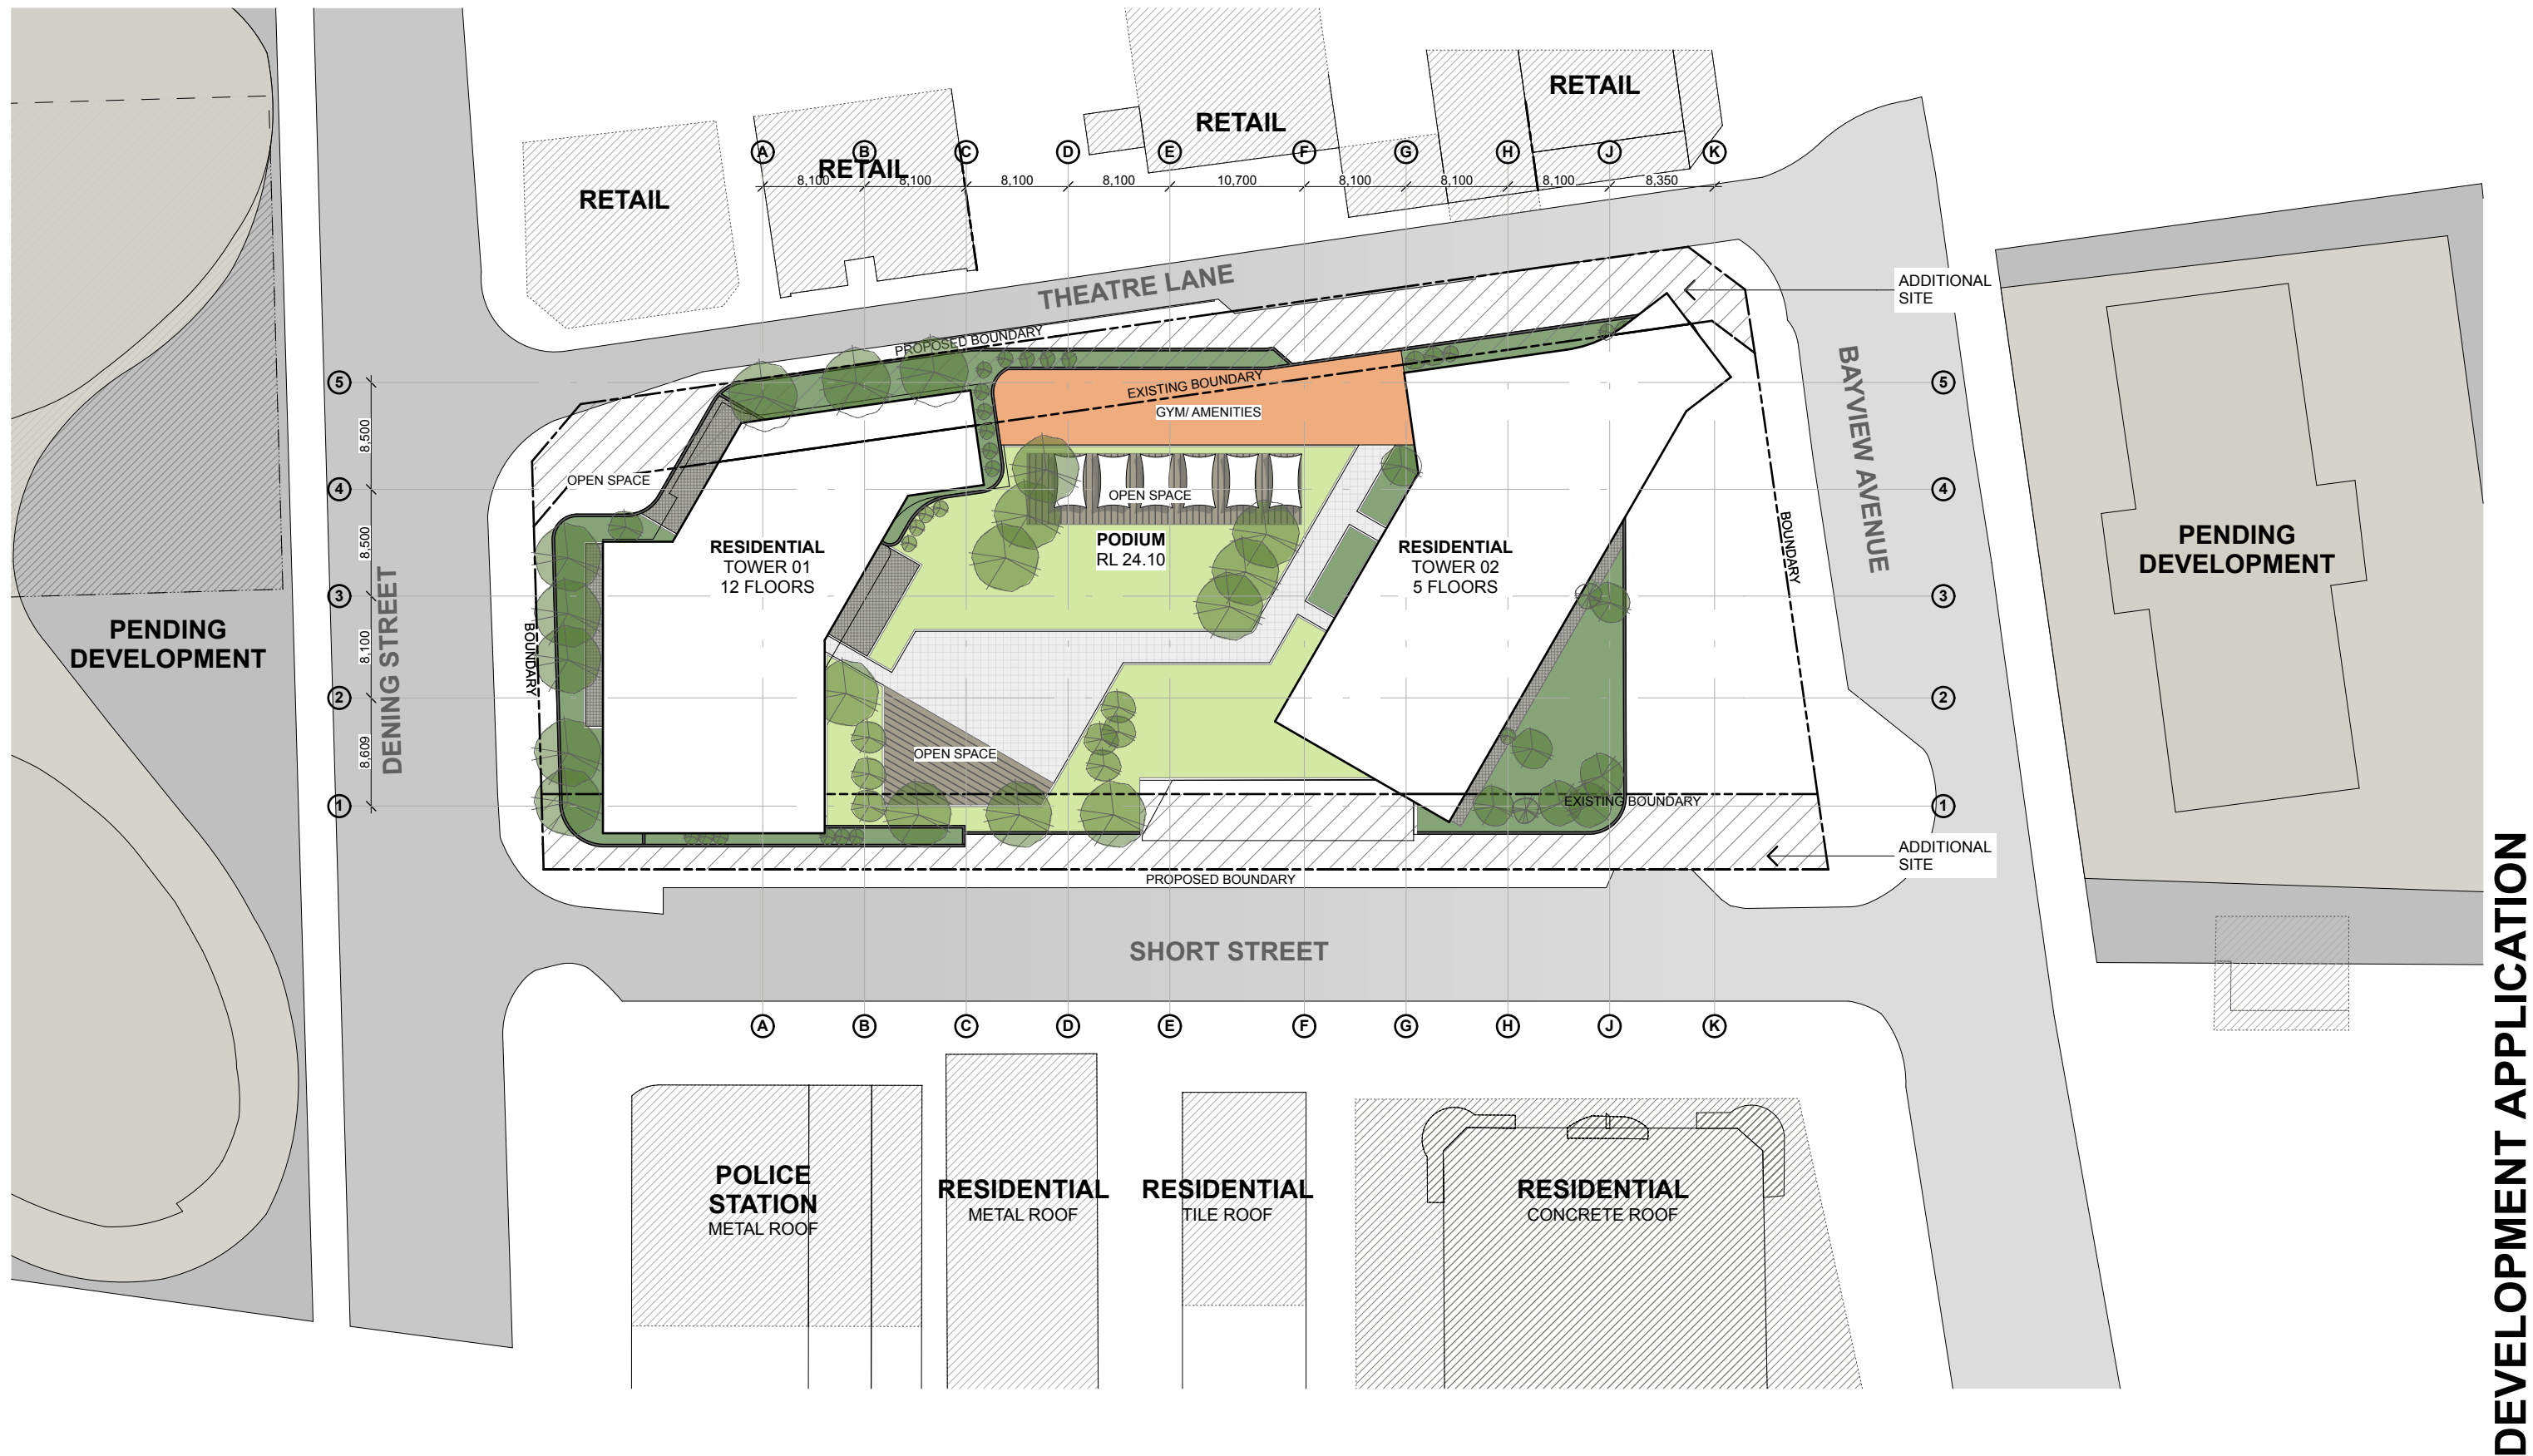 RETAIL
RETAIL
A
B
C
D
E
F
G
H
J
K
RETAIL
RETAIL
8,100
8,100
8,100
8,100
10,700
8,100
8,100
8,100
8,350
THEATRE LANE
ADDITIONAL
SITE
PROPOSED BOUNDARY
5
EXISTING BOUNDARY
5
GYM/ AMENITIES
8,500
BAYVIEW AVENUE
OPEN SPACE
4
OPEN SPACE
4
8,500
RESIDENTIAL
TOWER 01
12 FLOORS
PODIUM
RL 24.10
RESIDENTIAL
TOWER 02
5 FLOORS
BOUNDARY
PENDING
DEVELOPMENT
3
3
PENDING
DEVELOPMENT
DENING STREET
8,100
BOUNDARY
2
2
8,609
OPEN SPACE
1
EXISTING BOUNDARY
1
ADDITIONAL
SITE
PROPOSED BOUNDARY
SHORT STREET
A
B
C
D
E
F
G
H
J
K
POLICE
STATION
METAL ROOF
RESIDENTIAL
METAL ROOF
RESIDENTIAL
TILE ROOF
RESIDENTIAL
CONCRETE ROOF
DEVELOPMENT APPLICATION